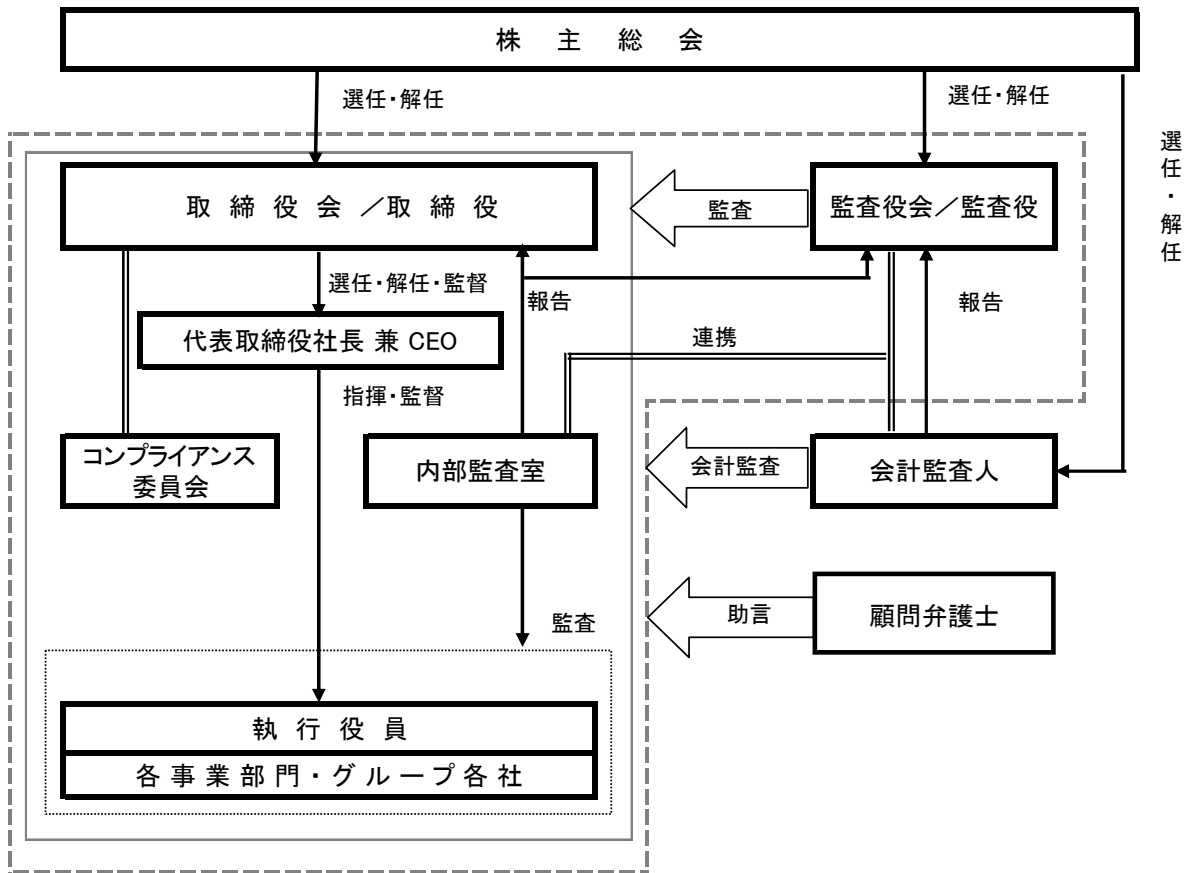 株主総会
選任・解任
選任・解任
選任・解任
取締役会／取締役
監査
監査役会／監査役
選任・解任・監督
報告
報告
代表取締役社長 兼 CEO
連携
指揮・監督
コンプライアンス
委員会
内部監査室
会計監査
会計監査人
監査
助言
顧問弁護士
執行役員
各事業部門・グループ各社